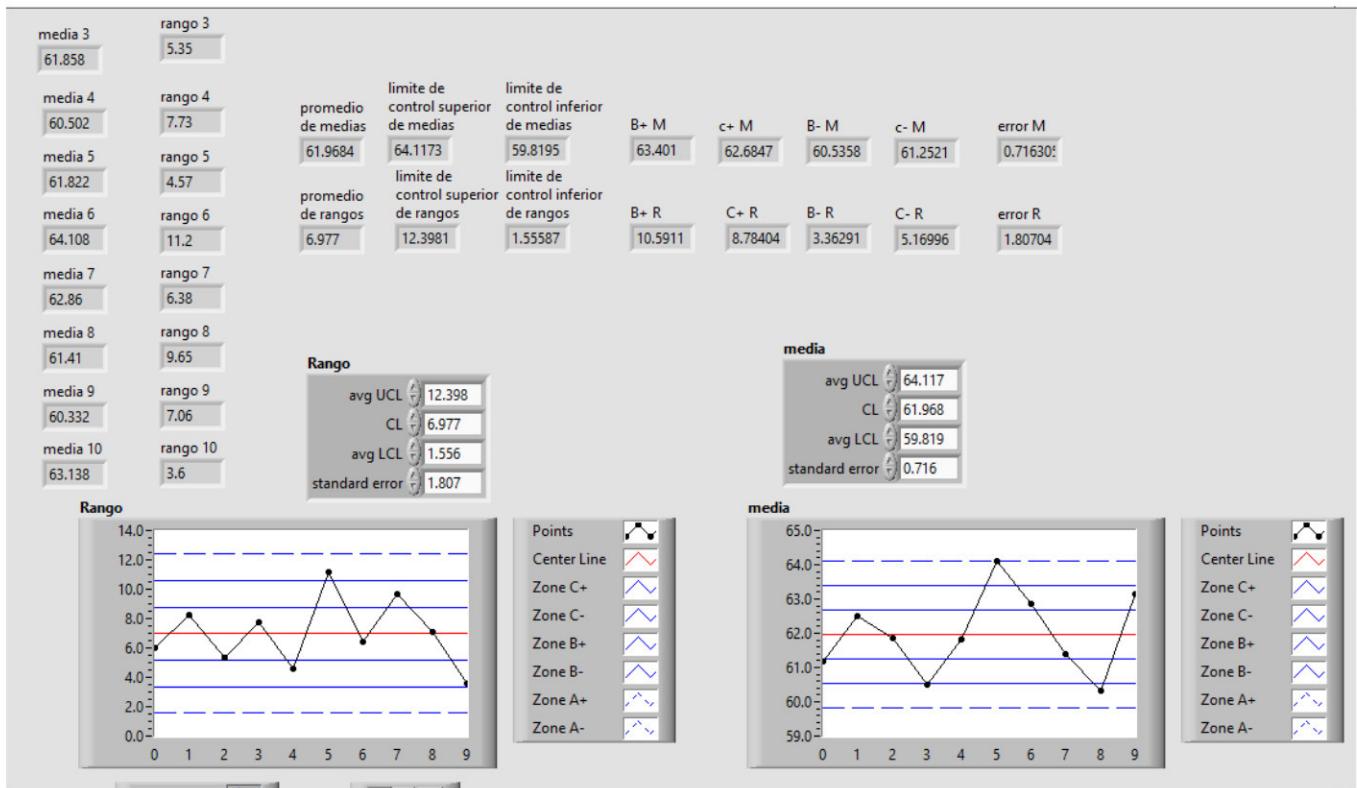 media 3
61.858
rango 3
5.35
media 4
60.502
rango 4
7.73
media 5
61.822
rango 5
4.57
media 6
64.108
rango 6
11.2
media 7
62.86
rango 7
6.38
media 8
61.41
rango 8
9.65
media 9
60.332
rango 9
7.06
media 10
63.138
rango 10
3.6
promedio
de medias
61.9684
limite de
control superior
de medias
64.1173
limite de
control inferior
de medias
59.8195
B+ M
63.401
c+ M
62.6847
B- M
60.5358
c- M
61.2521
error M
0.71630
promedio
de rangos
6.977
limite de
control superior
de rangos
12.3981
limite de
control inferior
de rangos
1.55587
B+ R
10.5911
C+ R
8.78404
B- R
3.36291
C- R
5.16996
error R
1.80704
Rango
avg UCL 12.398
CL 6.977
avg LCL 1.556
standard error 1.807
media
avg UCL 64.117
CL 61.968
avg LCL 59.819
standard error 0.716
Rango
14.0
12.0
10.0
8.0
6.0
4.0
2.0
0.0
0 1 2 3 4 5 6 7 8 9
Points
Center Line
Zone C+
Zone C-
Zone B+
Zone B-
Zone A+
Zone A-
media
65.0
64.0
63.0
62.0
61.0
60.0
59.0
0 1 2 3 4 5 6 7 8 9
Points
Center Line
Zone C+
Zone C-
Zone B+
Zone B-
Zone A+
Zone A-